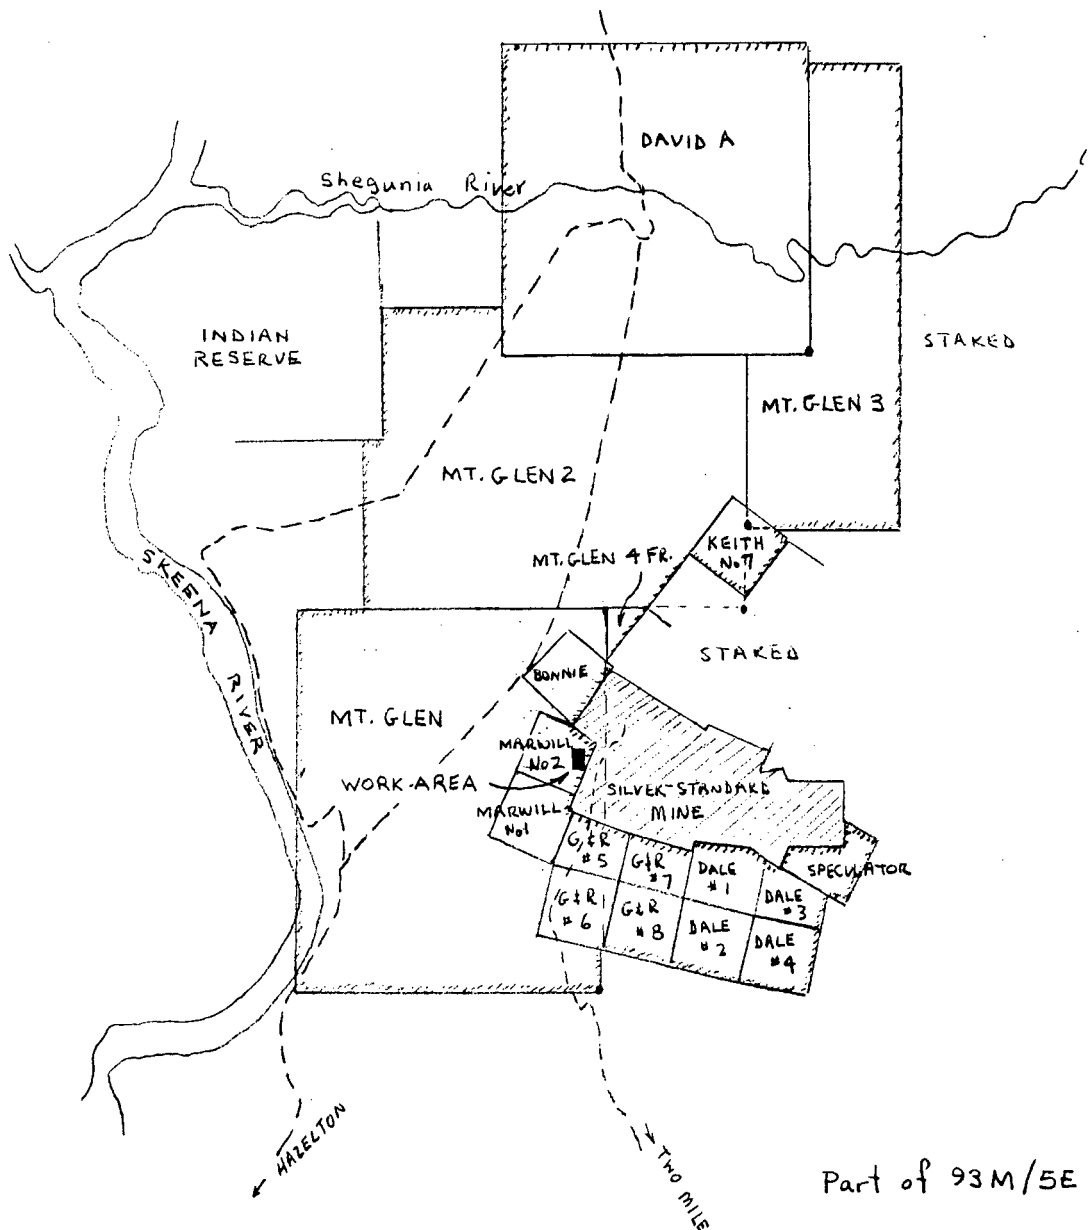 DAVID A
Shegunia River
INDIAN
RESERVE
STAKED
MT. GLEN 3
MT. GLEN 2
KEITH
No. 7
MT. GLEN 4 FR.
SKEENA
RIVER
STAKED
BONNIE
MT. GLEN
MARWILL
No 2
WORK AREA
SILVER STANDARD
MINE
MARWILL
No 1
G & R
# 5
G & R
# 7
DALE
# 1
DALE
# 3
SPECULATOR
G & R
# 6
G & R
# 8
DALE
# 2
DALE
# 4
HAZELTON
TWO MILE
Part of 93M/5E